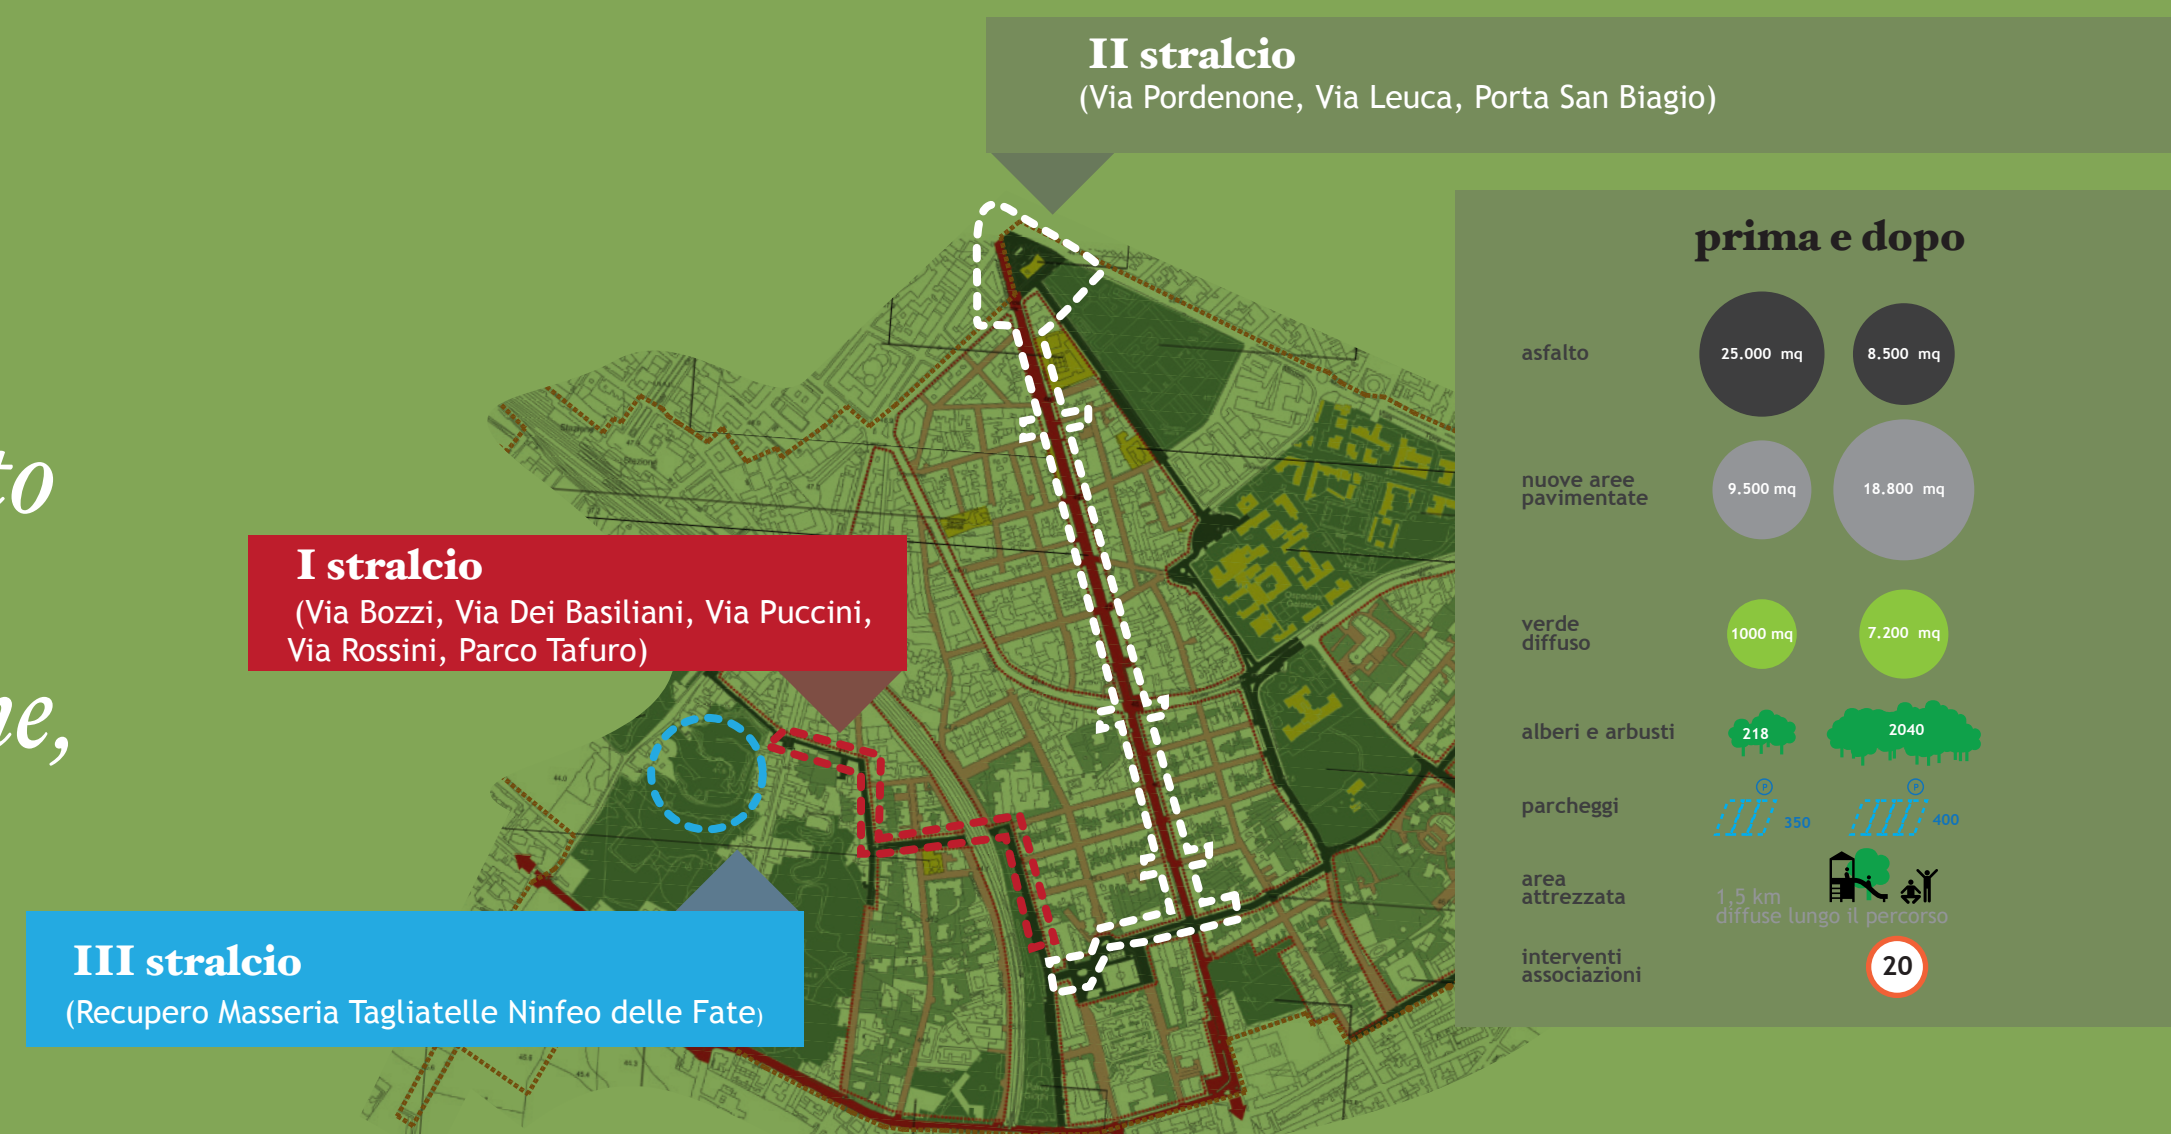 II stralcio
(Via Pordenone, Via Leuca, Porta San Biagio)
to
ne,
I stralcio
(Via Bozzi, Via Dei Basiliani, Via Puccini,
Via Rossini, Parco Tafuro)
III stralcio
(Recupero Masseria Tagliatelle Ninfeo delle Fate)
prima e dopo
asfalto
25.000 mq
8.500 mq
nuove aree
pavimentate
9.500 mq
18.800 mq
verde
diffuso
1000 mq
7.200 mq
alberi e arbusti
218
2040
parcheggi
P
350
P
400
area
attrezzata
1,5 km
diffuse lungo il percorso
interventi
associazioni
20